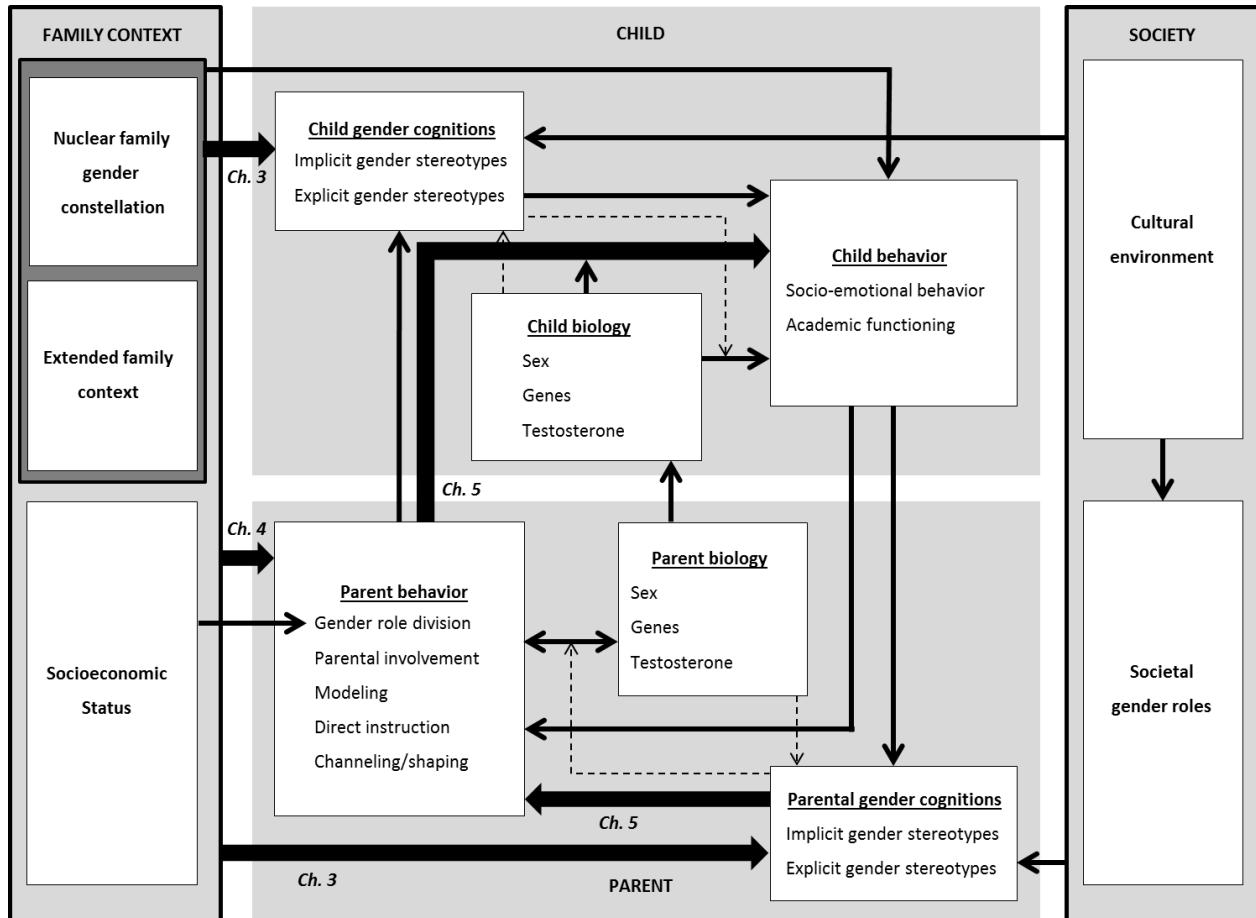 FAMILY CONTEXT
Nuclear family
gender
constellation
Extended family
context
Socioeconomic
Status
CHILD
Child gender cognitions
Implicit gender stereotypes
Explicit gender stereotypes
Ch. 3
Child behavior
Socio-emotional behavior
Academic functioning
Child biology
Sex
Genes
Testosterone
Ch. 5
Ch. 4
Parent behavior
Gender role division
Parental involvement
Modeling
Direct instruction
Channeling/shaping
Parent biology
Sex
Genes
Testosterone
Parental gender cognitions
Implicit gender stereotypes
Explicit gender stereotypes
Ch. 5
Ch. 3
PARENT
SOCIETY
Cultural
environment
Societal
gender roles